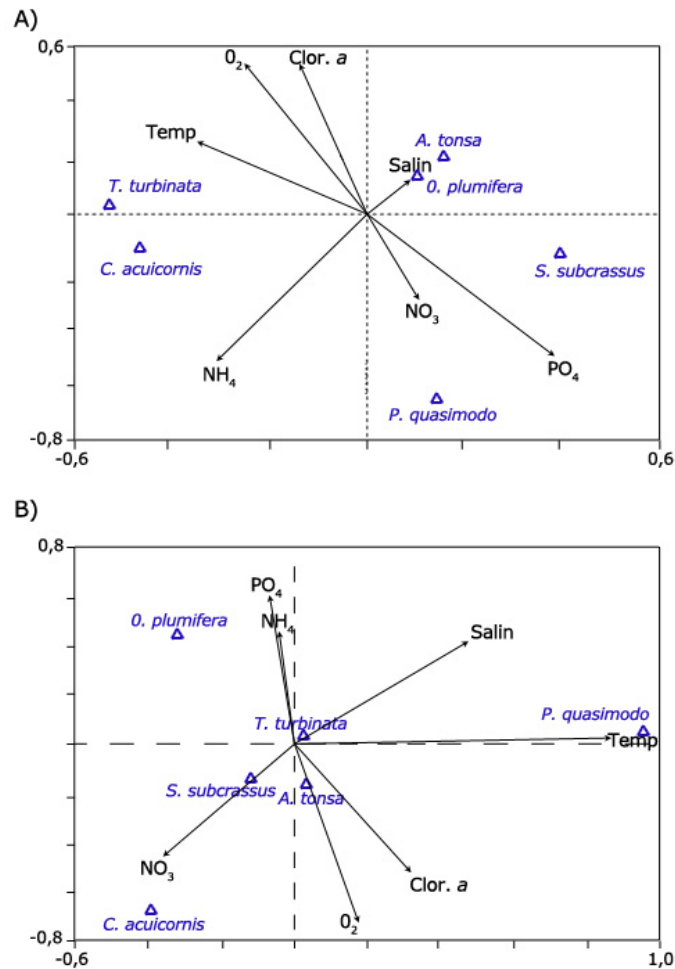 A)
0,6
0₂
Clor. a
Temp
A. tonsa
Salin
0. plumifera
T. turbinata
C. acuicornis
S. subcrassus
NO₃
NH₄
PO₄
P. quasimodo
-0,8
-0,6
0,6
B)
0,8
PO₄
0. plumifera
NH₄
Salin
T. turbinata
P. quasimodo
Temp
S. subcrassus
A. tonsa
NO₃
Clor. a
C. acuicornis
0₂
-0,8
-0,6
1,0